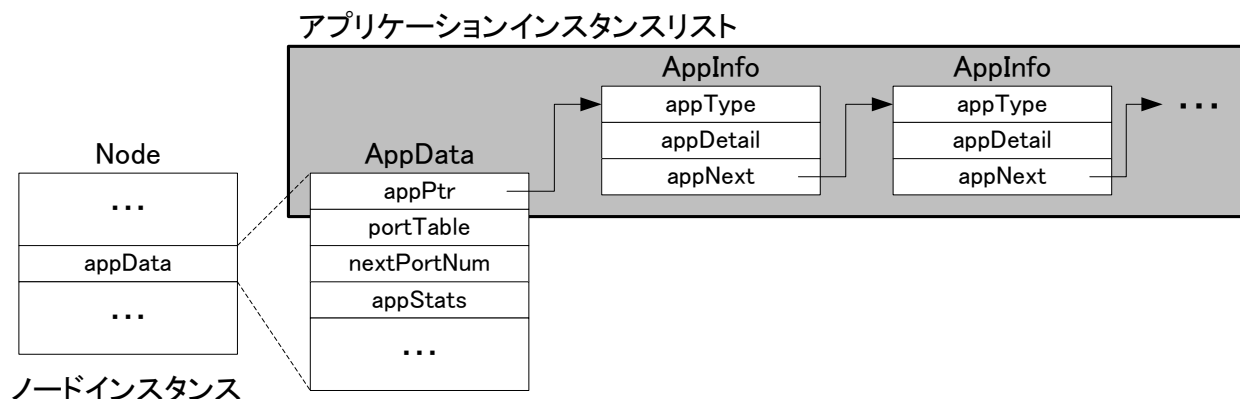 アプリケーションインスタンスリスト
AppInfo
AppInfo
appType
appType
...
appDetail
appDetail
Node
AppData
appNext
appNext
...
appPtr
portTable
appData
nextPortNum
appStats
...
...
ノードインスタンス